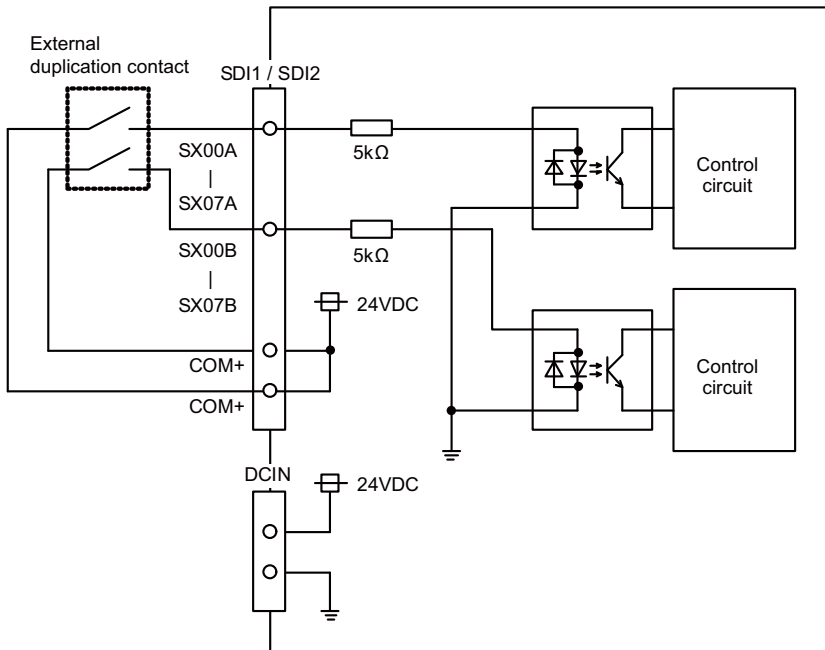 External
duplication contact
SDI1 / SDI2
SX00A
|
SX07A
5kΩ
Control
circuit
SX00B
|
SX07B
5kΩ
24VDC
COM+
COM+
Control
circuit
DCIN
24VDC